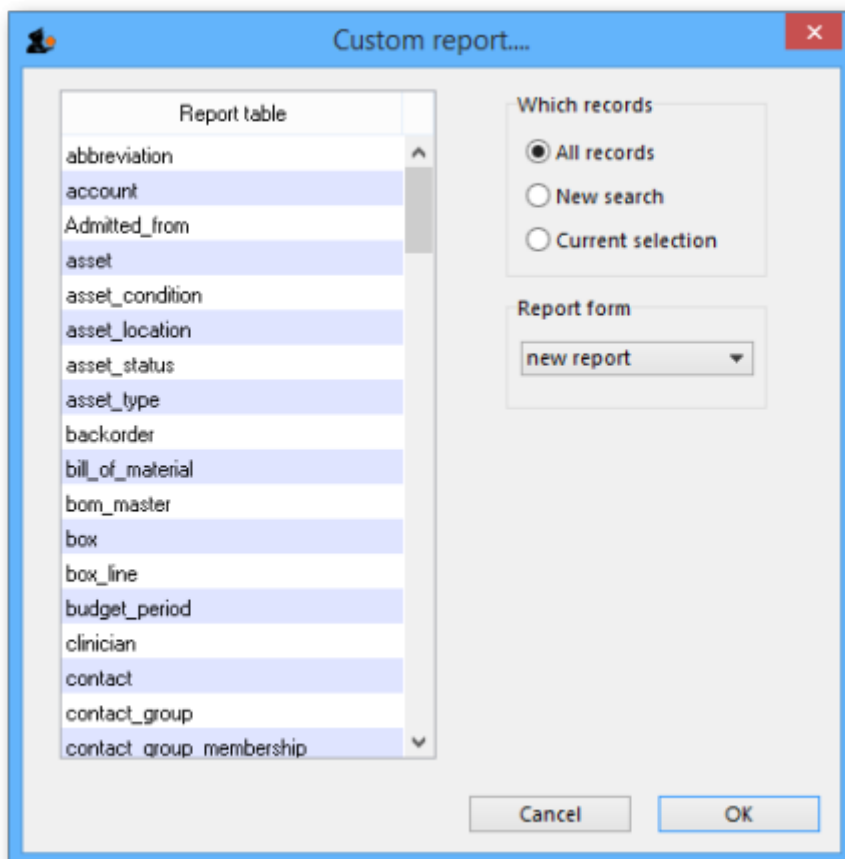 Custom report....
Report table
abbreviation
account
Admitted_from
asset
asset_condition
asset_location
asset_status
asset_type
backorder
bill_of_material
bom_master
box
box_line
budget_period
clinician
contact
contact_group
contact_group_membership
Which records
All records
New search
Current selection
Report form
new report
Cancel
OK